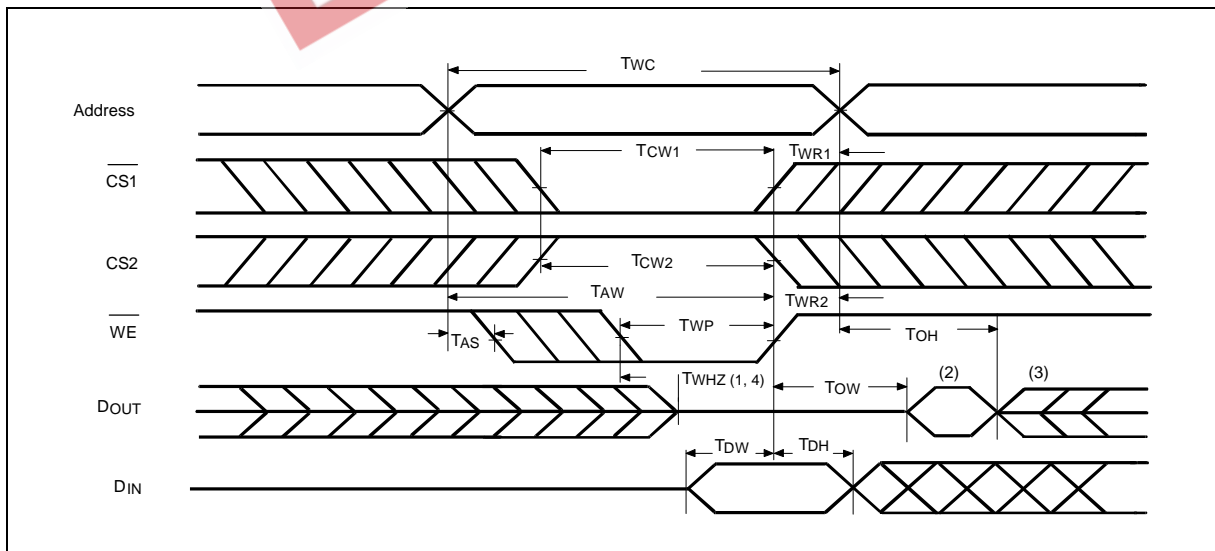 TWC
Address
TCW1
TWR1
CS1
CS2
TCW2
TAW
TWR2
WE
TAS
TWP
TOH
TWHZ (1, 4)
TOW
(2)
(3)
DOUT
TDW
TDH
DIN